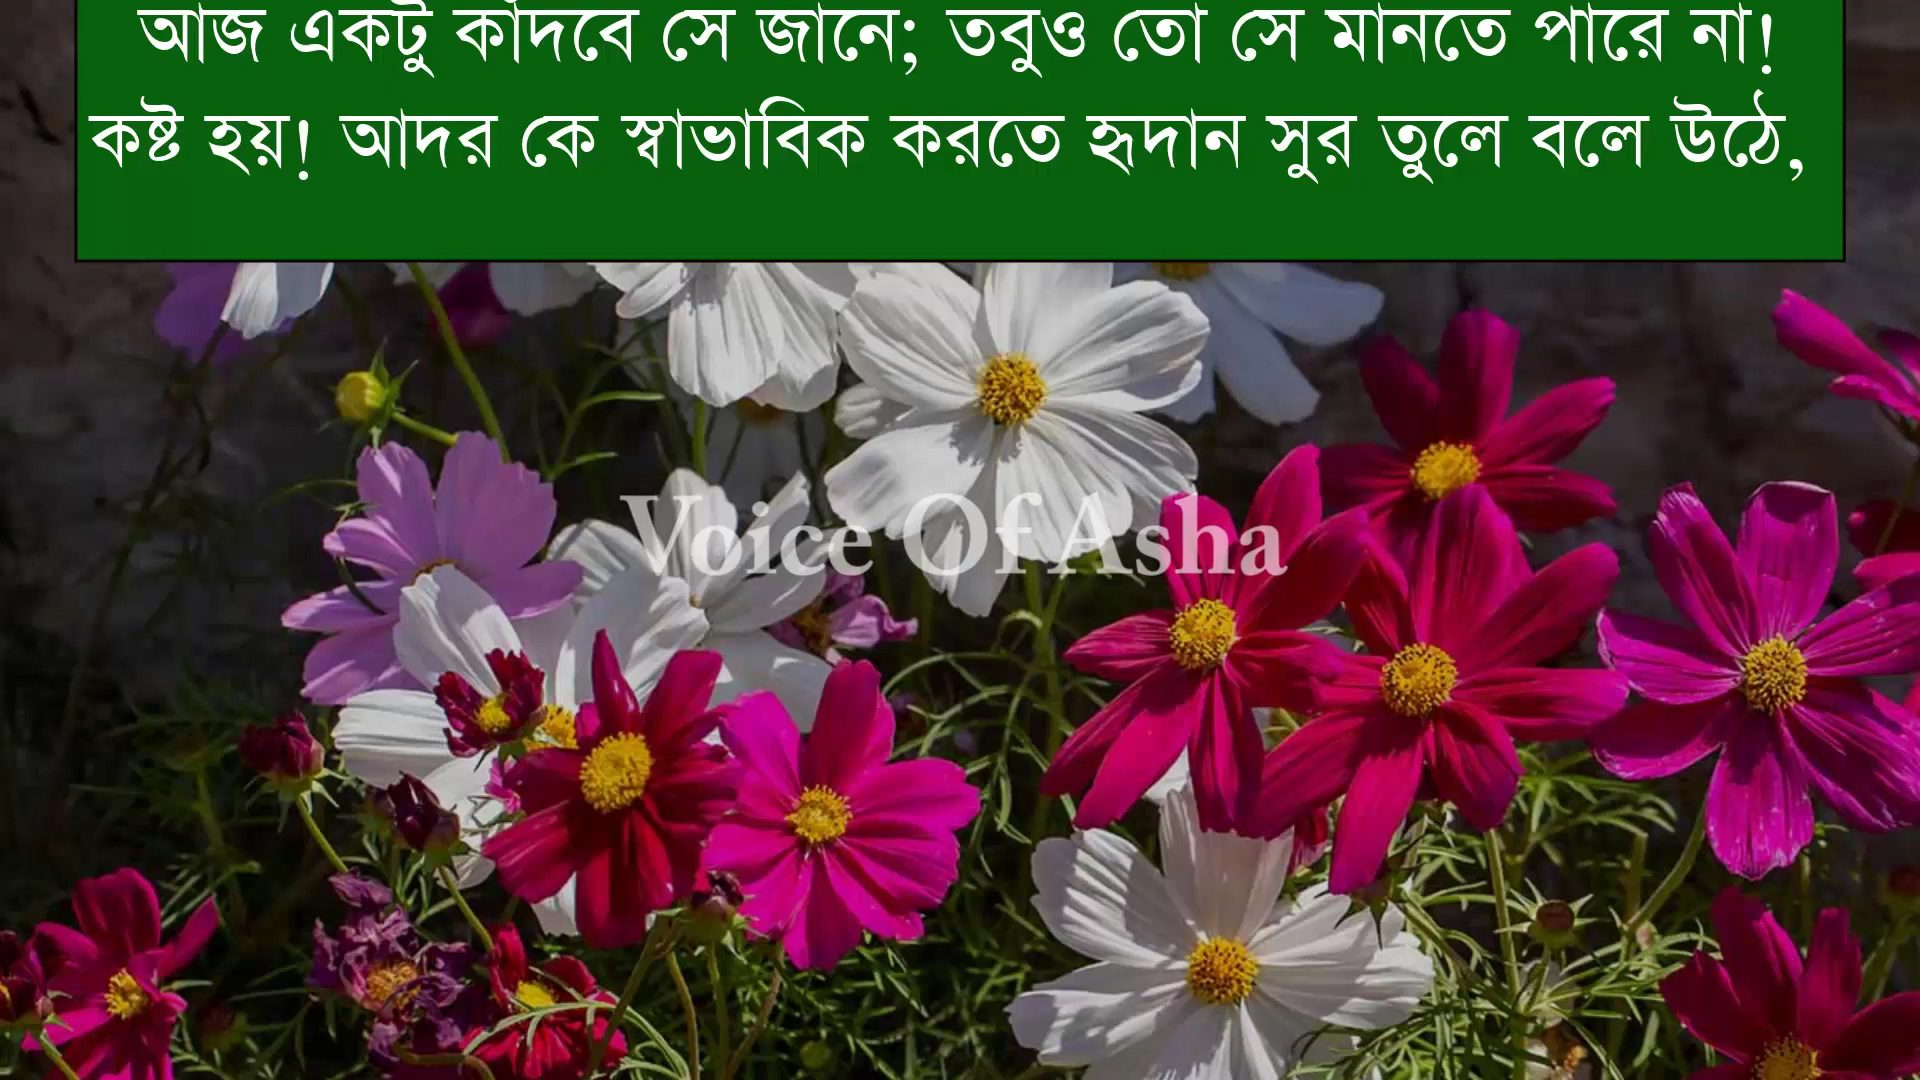 আজ একটু কাঁদবে সে জানে; তবুও তো সে মানতে পারে না!
কষ্ট হয়! আদর কে স্বাভাবিক করতে হৃদান সুর তুলে বলে উঠে,
Voice Of Asha